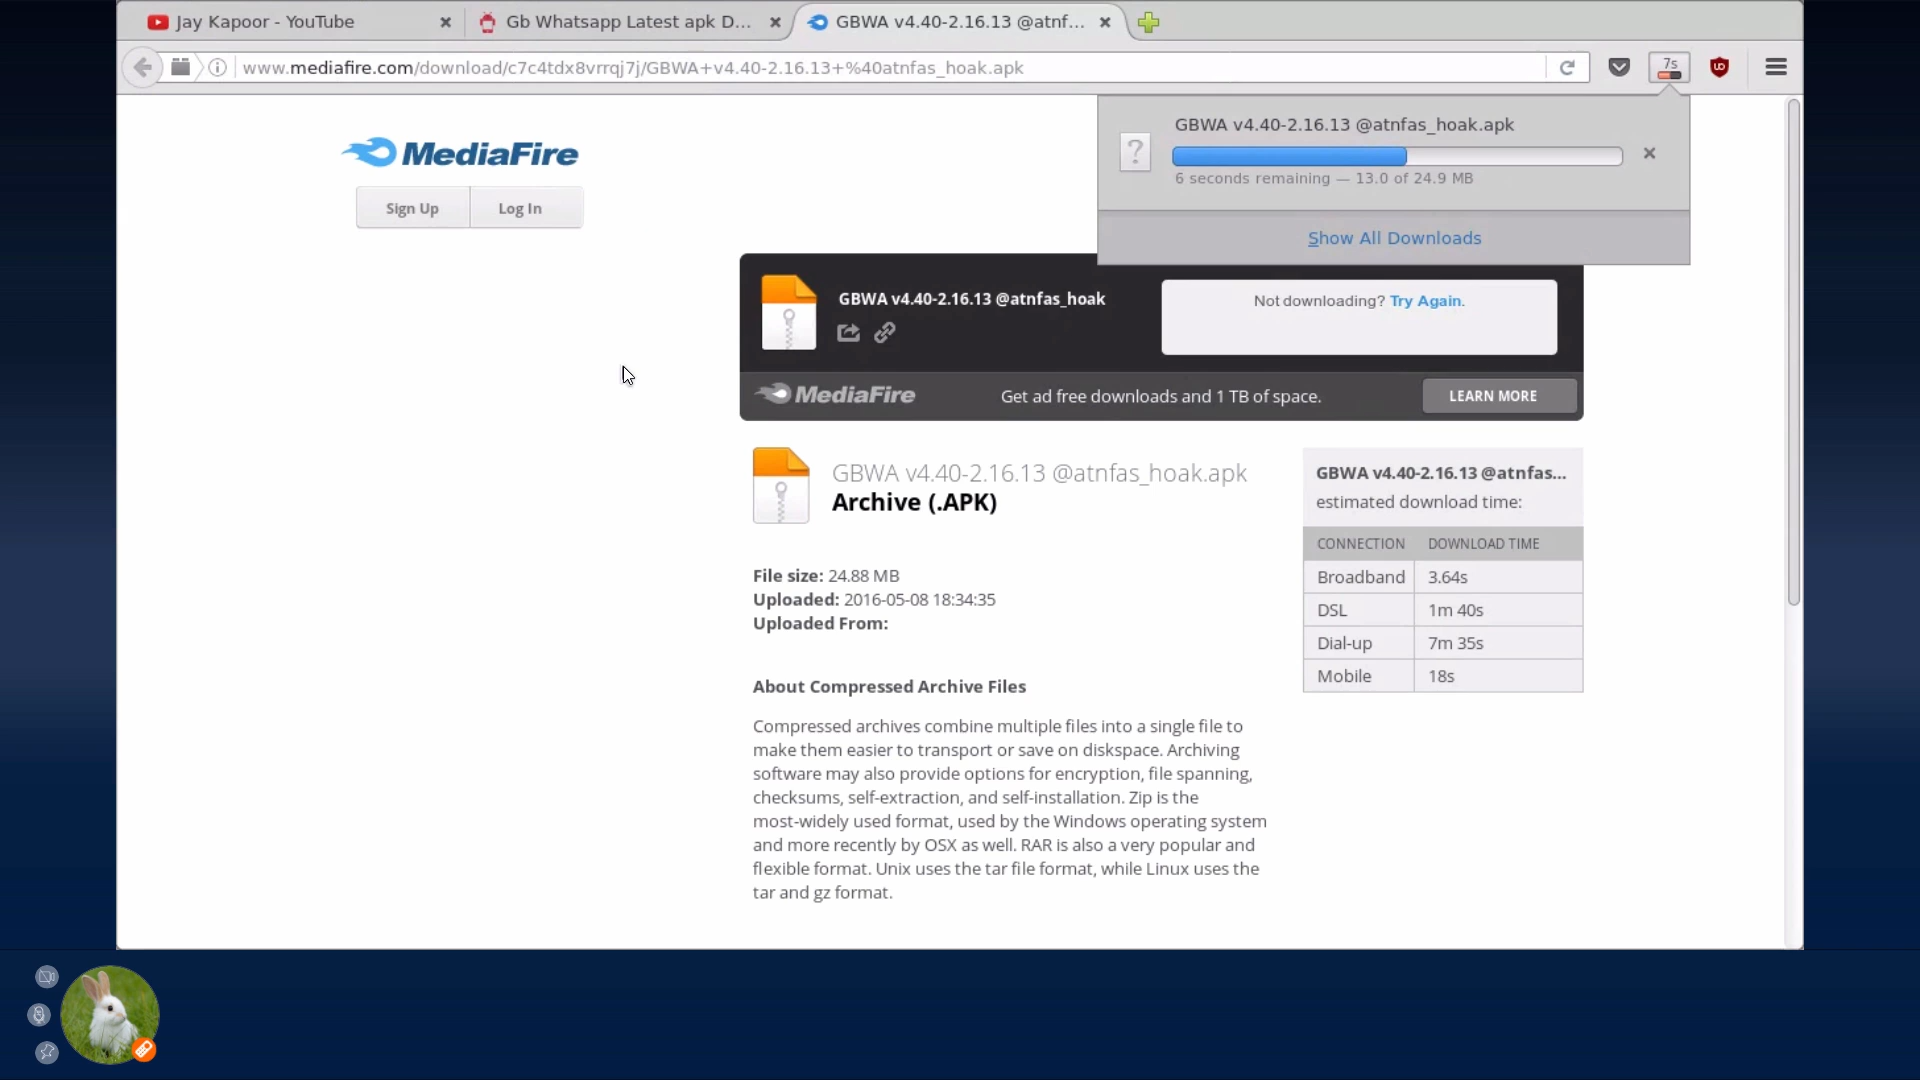 Jay Kapoor - YouTube
Gb Whatsapp Latest apk D...
GBWA v4.40-2.16.13 @atnf...
www.mediafire.com/download/c7c4tdx8vrrqj7j/GBWA+v4.40-2.16.13+%40atnfas_hoak.apk
7s
GBWA v4.40-2.16.13 @atnfas_hoak.apk
?
6 seconds remaining — 13.0 of 24.9 MB
Show All Downloads
MediaFire
Sign Up
Log In
GBWA v4.40-2.16.13 @atnfas_hoak
Not downloading? Try Again.
MediaFire
Get ad free downloads and 1 TB of space.
LEARN MORE
GBWA v4.40-2.16.13 @atnfas_hoak.apk
Archive (.APK)
File size: 24.88 MB
Uploaded: 2016-05-08 18:34:35
Uploaded From:
About Compressed Archive Files
Compressed archives combine multiple files into a single file to
make them easier to transport or save on diskspace. Archiving
software may also provide options for encryption, file spanning,
checksums, self-extraction, and self-installation. Zip is the
most-widely used format, used by the Windows operating system
and more recently by OSX as well. RAR is also a very popular and
flexible format. Unix uses the tar file format, while Linux uses the
tar and gz format.
GBWA v4.40-2.16.13 @atnfas...
estimated download time:
CONNECTION DOWNLOAD TIME
Broadband 3.64s
DSL 1m 40s
Dial-up 7m 35s
Mobile 18s